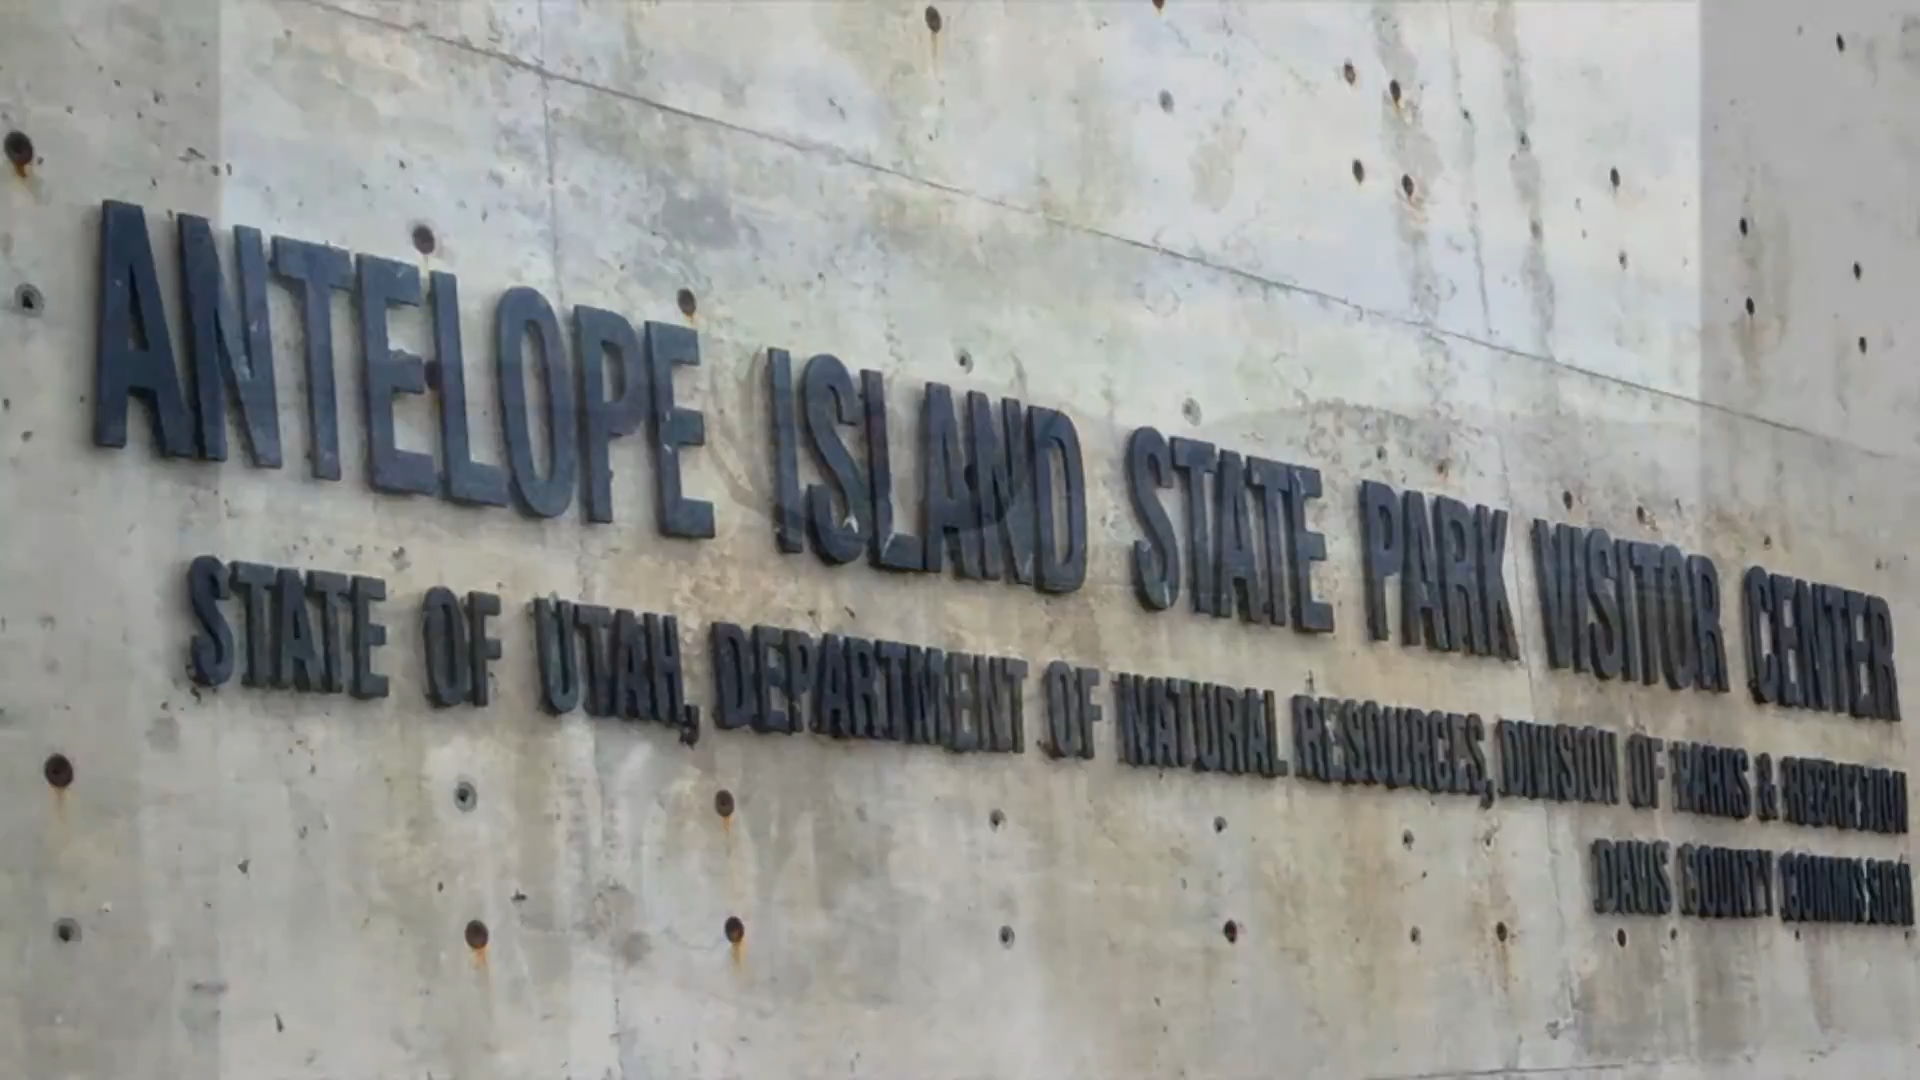 ANTELOPE ISLAND STATE PARK VISITOR CENTER
STATE OF UTAH, DEPARTMENT OF NATURAL RESOURCES, DIVISION OF PARKS & RECREATION
DAVIS COUNTY COMMISSION